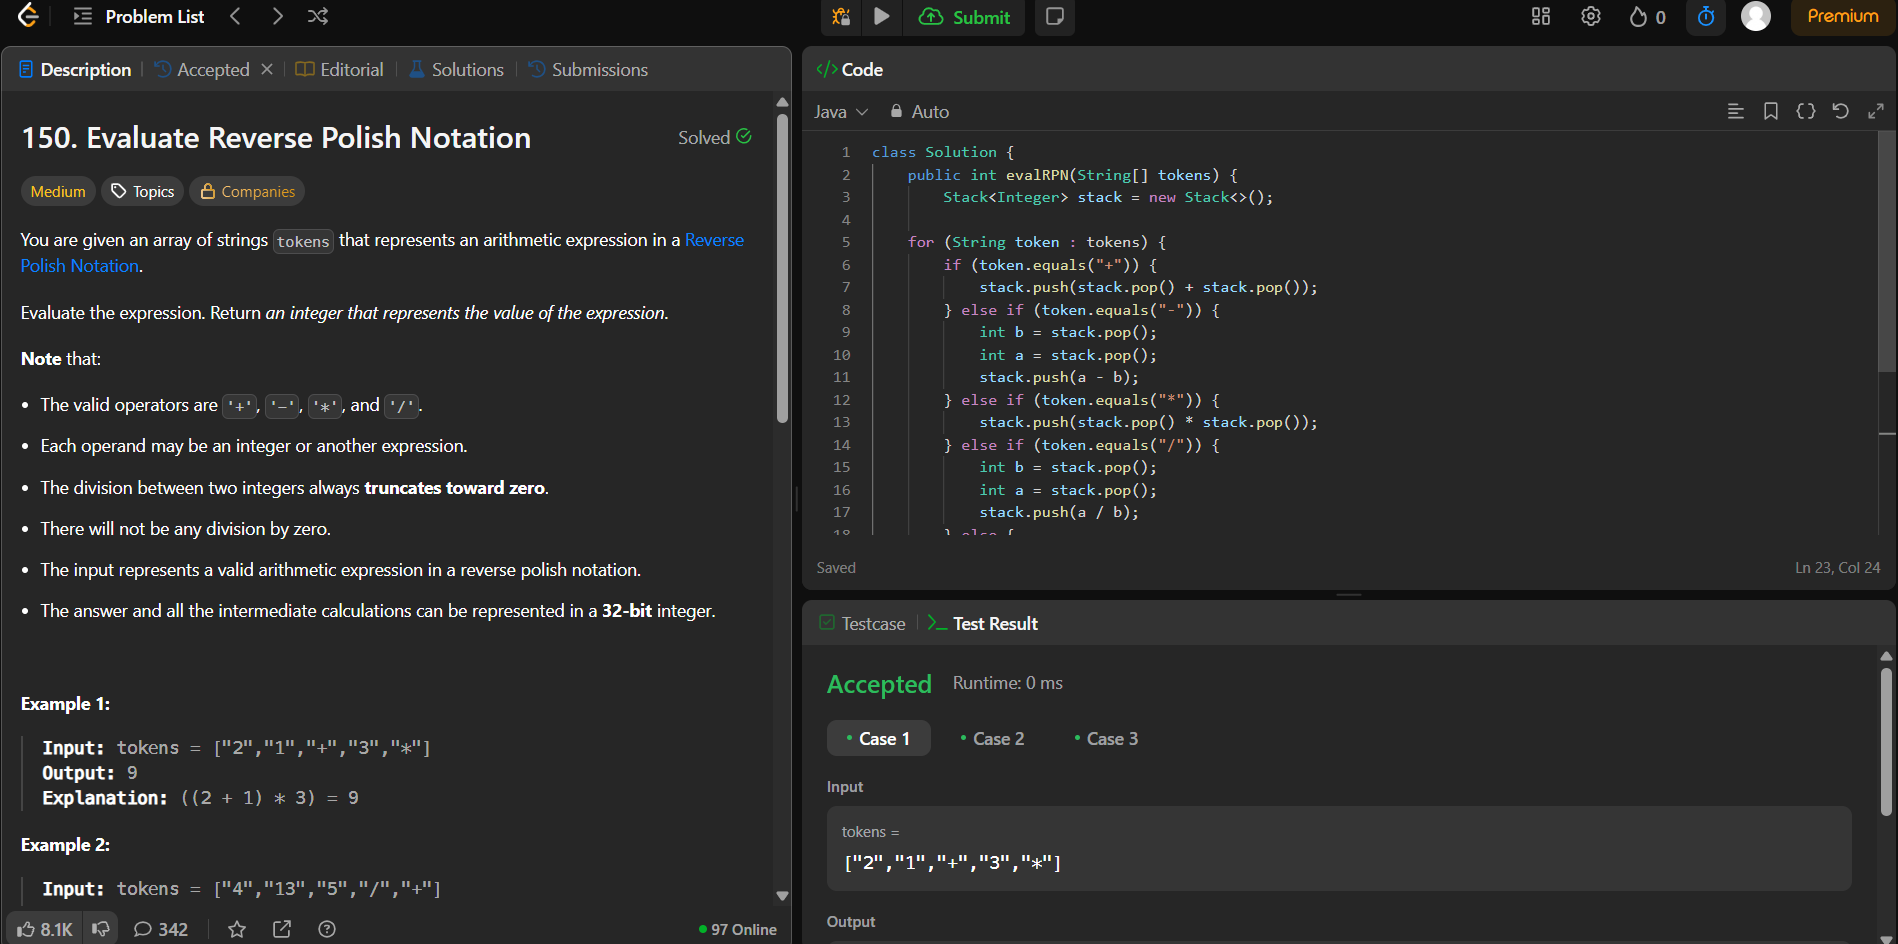 Problem List
Submit
0
Premium
Description
Accepted
Editorial
Solutions
Submissions
150. Evaluate Reverse Polish Notation
Solved
Medium
Topics
Companies
You are given an array of strings tokens that represents an arithmetic expression in a Reverse
Polish Notation.
Evaluate the expression. Return an integer that represents the value of the expression.
Note that:
• The valid operators are '+', '-', '*', and '/'.
• Each operand may be an integer or another expression.
• The division between two integers always truncates toward zero.
• There will not be any division by zero.
• The input represents a valid arithmetic expression in a reverse polish notation.
• The answer and all the intermediate calculations can be represented in a 32-bit integer.
Example 1:
Input: tokens = ["2","1","+","3","*"]
Output: 9
Explanation: ((2 + 1) * 3) = 9
Example 2:
Input: tokens = ["4","13","5","/","+"]
8.1K
342
97 Online
</> Code
Java
Auto
1 class Solution {
2     public int evalRPN(String[] tokens) {
3         Stack<Integer> stack = new Stack<>();
4
5     for (String token : tokens) {
6         if (token.equals("+")) {
7             stack.push(stack.pop() + stack.pop());
8         } else if (token.equals("-")) {
9             int b = stack.pop();
10             int a = stack.pop();
11             stack.push(a - b);
12         } else if (token.equals("*")) {
13             stack.push(stack.pop() * stack.pop());
14         } else if (token.equals("/")) {
15             int b = stack.pop();
16             int a = stack.pop();
17             stack.push(a / b);
18         } else {
Saved
Ln 23, Col 24
Testcase
Test Result
Accepted
Runtime: 0 ms
• Case 1
• Case 2
• Case 3
Input
tokens =
["2","1","+","3","*"]
Output